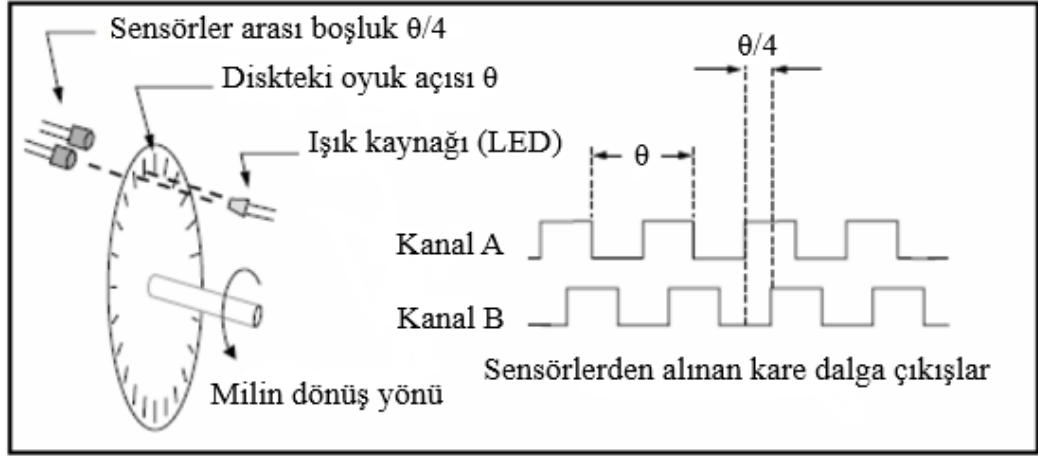 Sensörler arası boşluk θ/4
Diskteki oyuk açısı θ
Işık kaynağı (LED)
Milin dönüş yönü
θ/4
θ
Kanal A
Kanal B
Sensörlerden alınan kare dalga çıkışlar